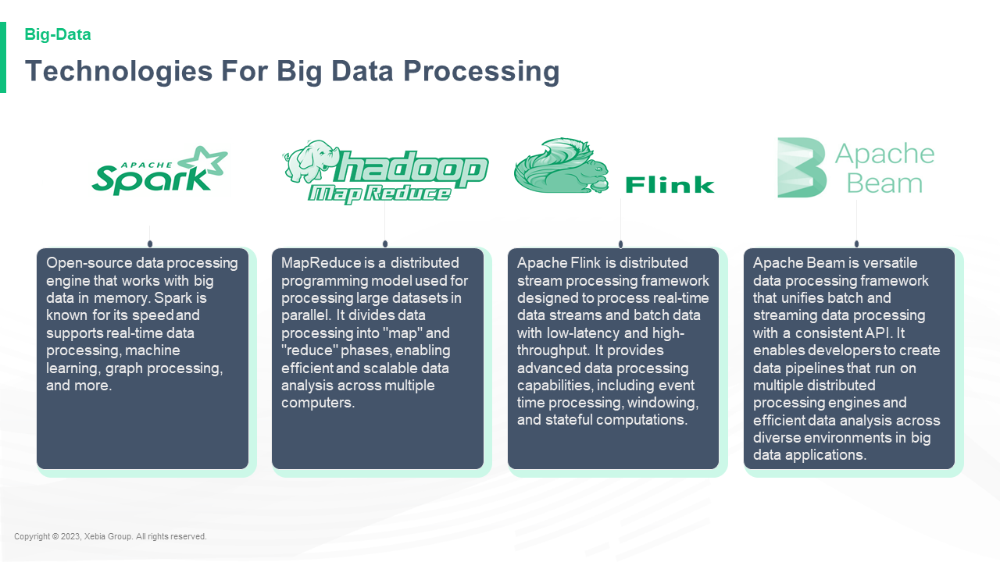 Big-Data
Technologies For Big Data Processing
APACHE
Spark
hadoop
Map Reduce
Flink
Apache
Beam
Open-source data processing
engine that works with big
data in memory. Spark is
known for its speed and
supports real-time data
processing, machine
learning, graph processing,
and more.
MapReduce is a distributed
programming model used for
processing large datasets in
parallel. It divides data
processing into "map" and
"reduce" phases, enabling
efficient and scalable data
analysis across multiple
computers.
Apache Flink is distributed
stream processing framework
designed to process real-time
data streams and batch data
with low-latency and high-
throughput. It provides
advanced data processing
capabilities, including event
time processing, windowing,
and stateful computations.
Apache Beam is versatile
data processing framework
that unifies batch and
streaming data processing
with a consistent API. It
enables developers to create
data pipelines that run on
multiple distributed
processing engines and
efficient data analysis across
diverse environments in big
data applications.
Copyright © 2023, Xebia Group. All rights reserved.